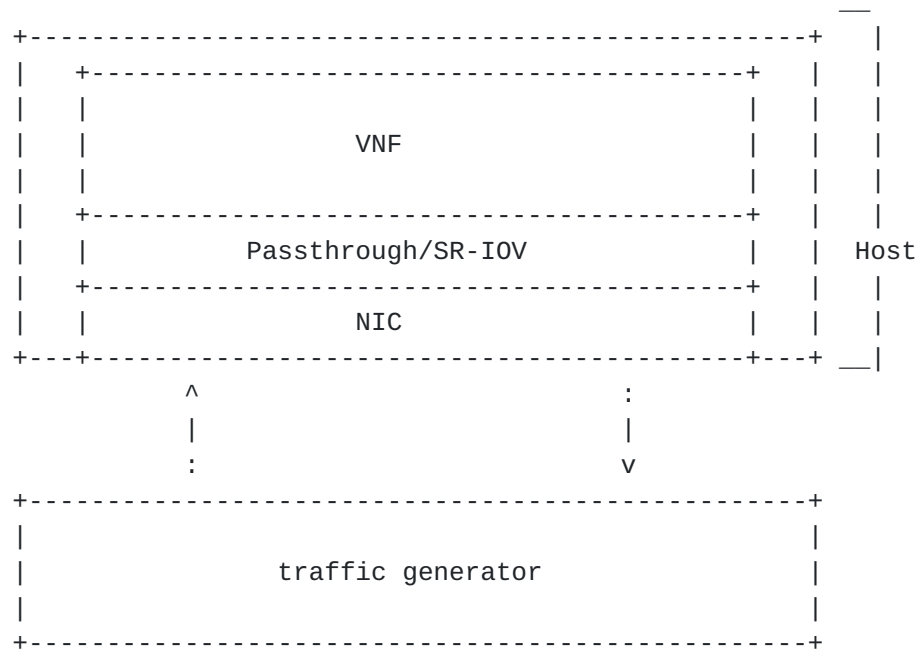 VNF
Passthrough/SR-IOV
Host
NIC
traffic generator